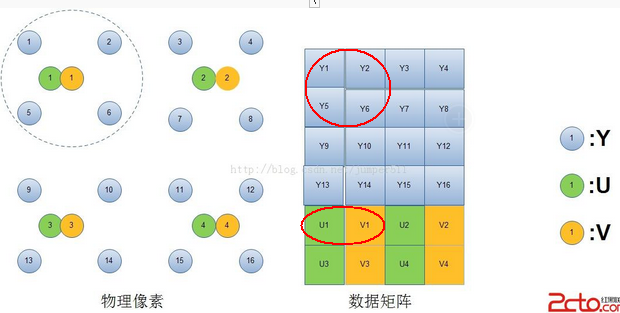 1 2 3 4
1 1 2 2
5 6 7 8
9 10 11 12
3 3 4 4
13 14 15 16
物理像素
Y1 Y2 Y3 Y4
Y5 Y6 Y7 Y8
Y9 Y10 Y11 Y12
Y13 Y14 Y15 Y16
U1 V1 U2 V2
U3 V3 U4 V4
数据矩阵
1 :Y
1 :U
1 :V
2cto.com